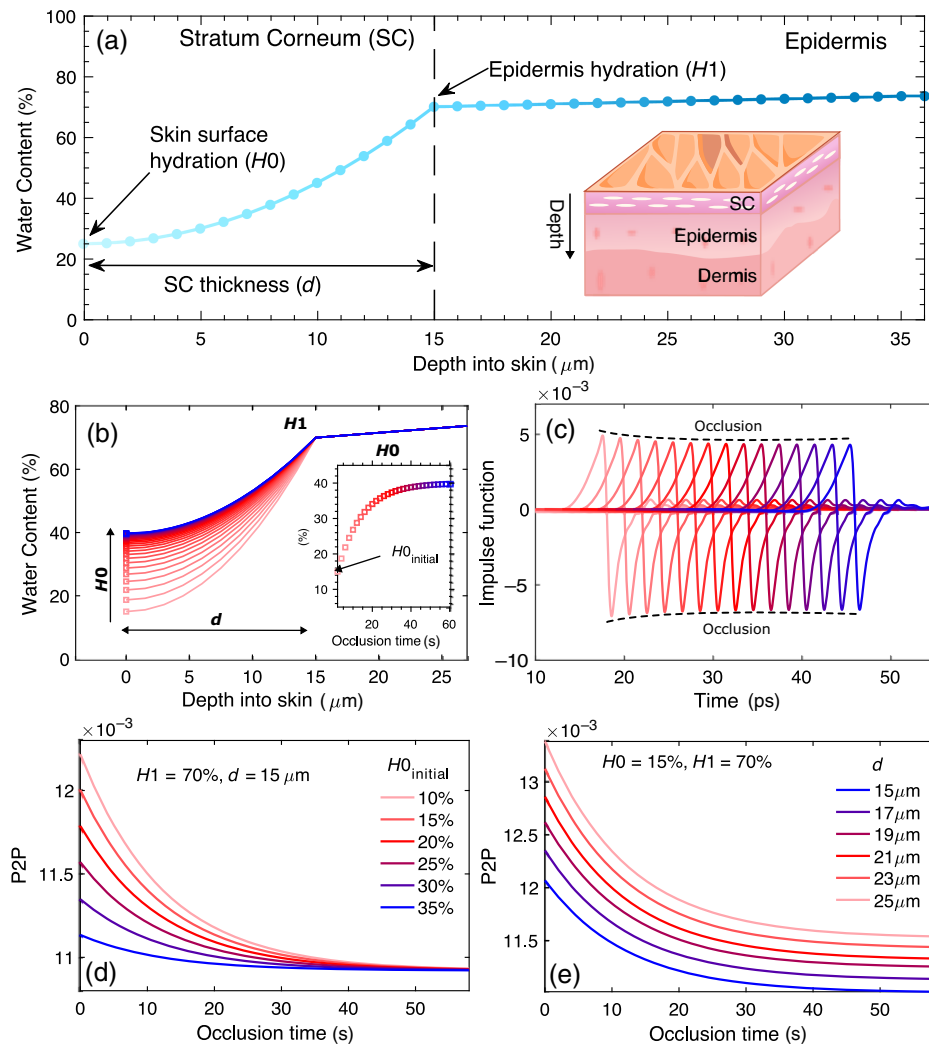 (a)
Stratum Corneum (SC)
Epidermis
Skin surface
hydration (H0)
Epidermis hydration (H1)
SC thickness (d)
Depth
SC
Epidermis
Dermis
Water Content (%)
100
80
60
40
20
0
0 5 10 15 20 25 30 35
Depth into skin (μm)
(b)
H1
H0
H0
d
Water Content (%)
80
60
40
20
0
0 5 10 15 20 25
Depth into skin (μm)
H0initial
(%)
40
30
20
10
20 40 60
Occlusion time (s)
×10−3
(c)
Occlusion
Occlusion
Impulse function
5
0
−5
−10
10 20 30 40 50
Time (ps)
×10−3
H1 = 70%, d = 15 μm
H0initial
10%
15%
20%
25%
30%
35%
P2P
12
11.5
11
(d)
0 10 20 30 40 50
Occlusion time (s)
×10−3
H0 = 15%, H1 = 70%
d
15μm
17μm
19μm
21μm
23μm
25μm
P2P
13
12.5
12
11.5
(e)
0 10 20 30 40 50
Occlusion time (s)